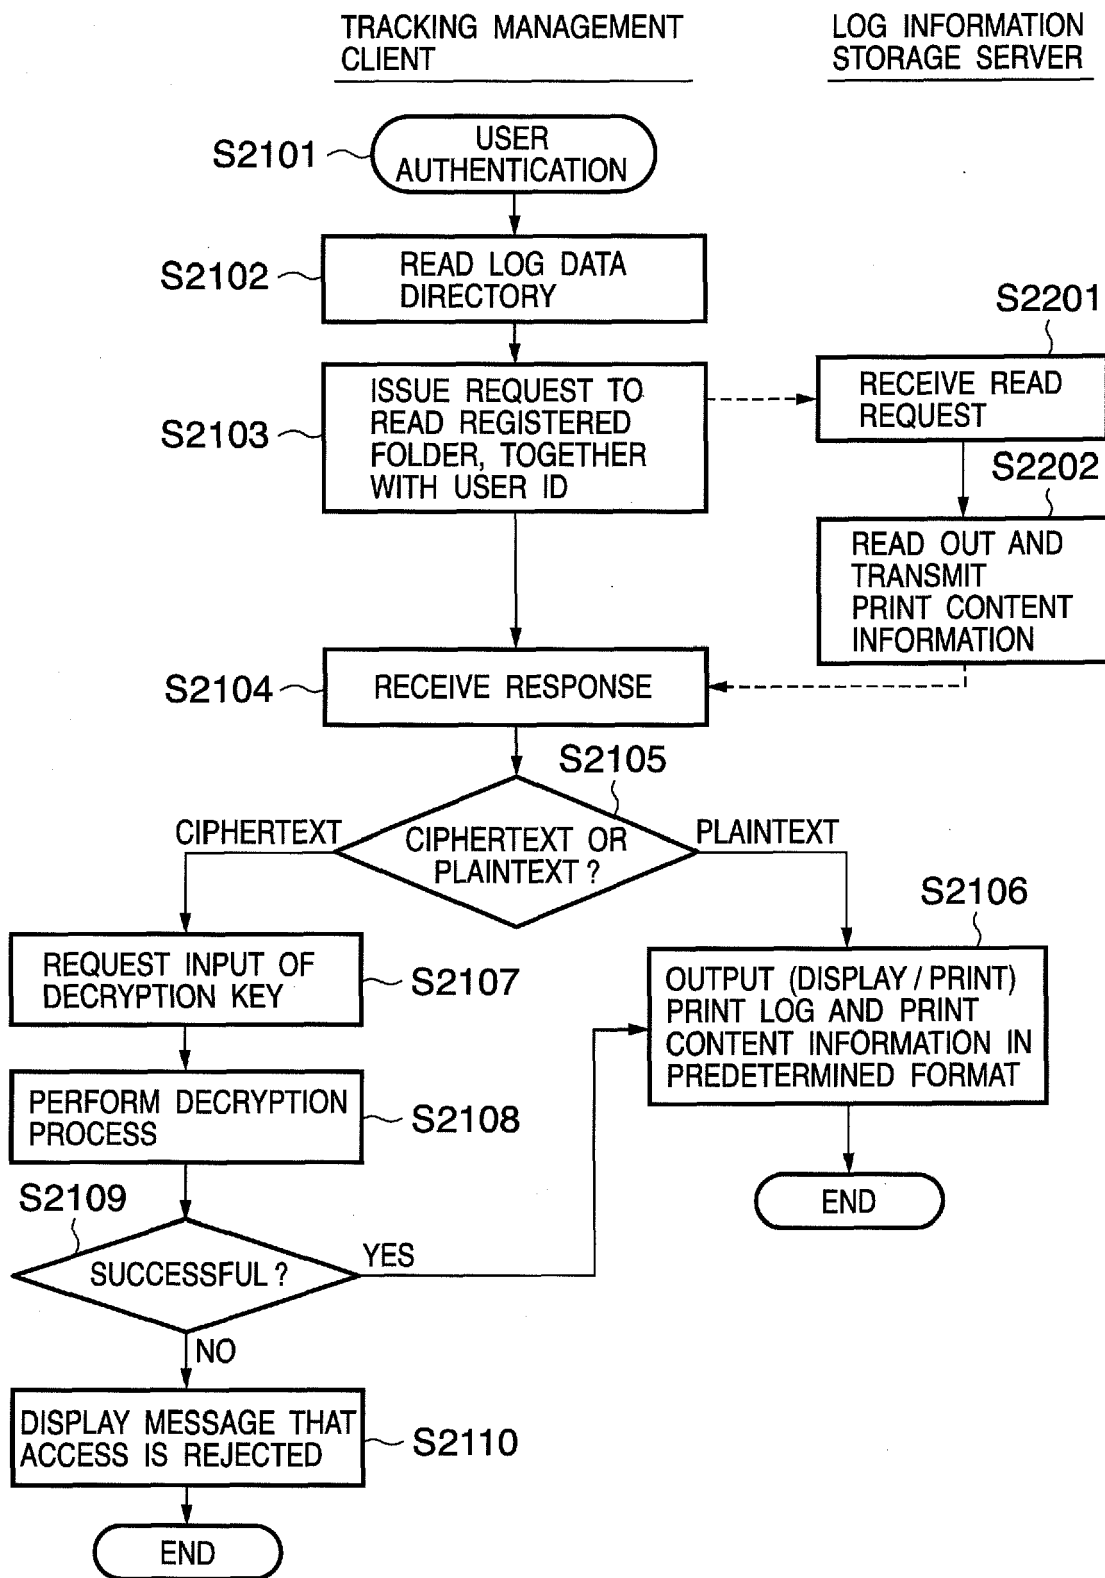 TRACKING MANAGEMENT
CLIENT
LOG INFORMATION
STORAGE SERVER
S2101
USER
AUTHENTICATION
S2102
READ LOG DATA
DIRECTORY
S2201
RECEIVE READ
REQUEST
S2103
ISSUE REQUEST TO
READ REGISTERED
FOLDER, TOGETHER
WITH USER ID
S2202
READ OUT AND
TRANSMIT
PRINT CONTENT
INFORMATION
S2104
RECEIVE RESPONSE
S2105
CIPHERTEXT
CIPHERTEXT OR
PLAINTEXT ?
PLAINTEXT
S2106
OUTPUT (DISPLAY / PRINT)
PRINT LOG AND PRINT
CONTENT INFORMATION IN
PREDETERMINED FORMAT
END
REQUEST INPUT OF
DECRYPTION KEY
S2107
PERFORM DECRYPTION
PROCESS
S2108
S2109
SUCCESSFUL ?
YES
NO
DISPLAY MESSAGE THAT
ACCESS IS REJECTED
S2110
END